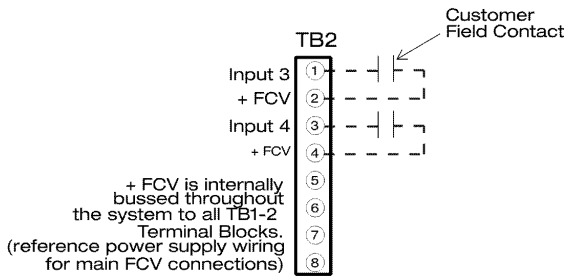 Customer
Field Contact
TB2
Input 3
1
+ FCV
2
Input 4
3
+ FCV
4
5
6
7
8
+ FCV is internally
bussed throughout
the system to all TB1-2
Terminal Blocks.
(reference power supply wiring
for main FCV connections)